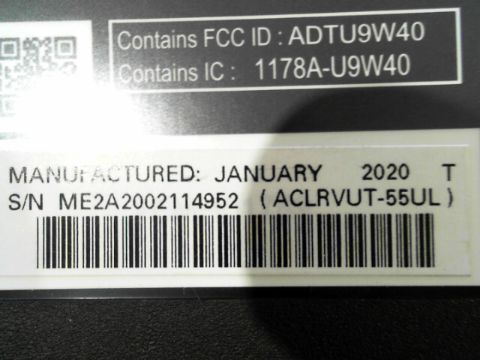 Contains FCC ID : ADTU9W40
Contains IC : 1178A-U9W40
MANUFACTURED: JANUARY 2020 T
S/N ME2A2002114952 (ACLRVUT-55UL)